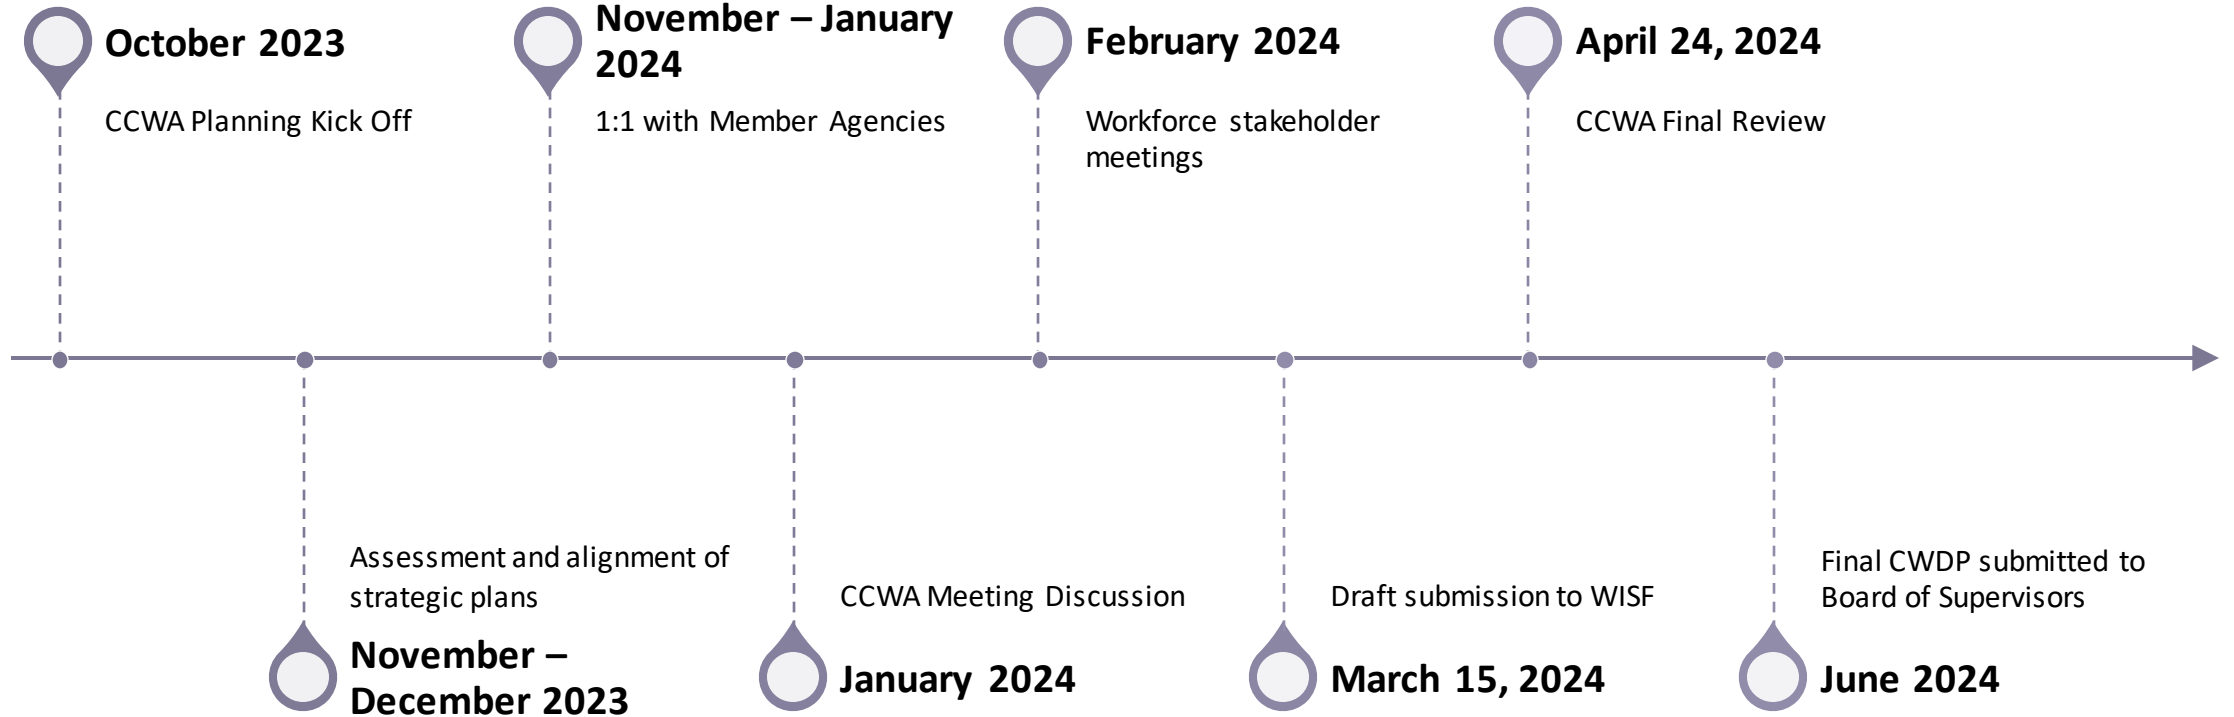 October 2023
CCWA Planning Kick Off
November – January
2024
1:1 with Member Agencies
February 2024
Workforce stakeholder
meetings
April 24, 2024
CCWA Final Review
Assessment and alignment of
strategic plans
November –
December 2023
CCWA Meeting Discussion
January 2024
Draft submission to WISF
March 15, 2024
Final CWDP submitted to
Board of Supervisors
June 2024